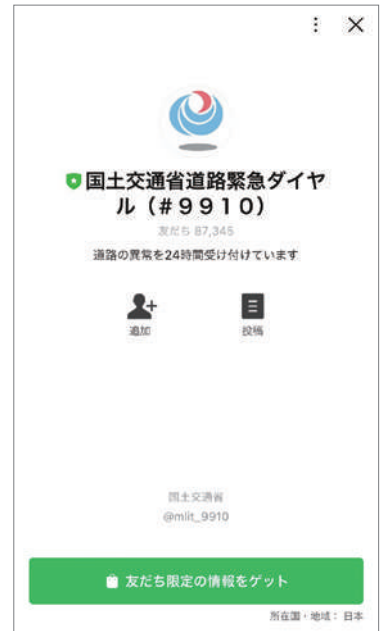 国土交通省道路緊急ダイヤ
ル（#９９１０）
友だち 87,345
道路の異常を24時間受け付けています
追加
投稿
国土交通省
@mlit_9910
友だち限定の情報をゲット
所在国・地域： 日本